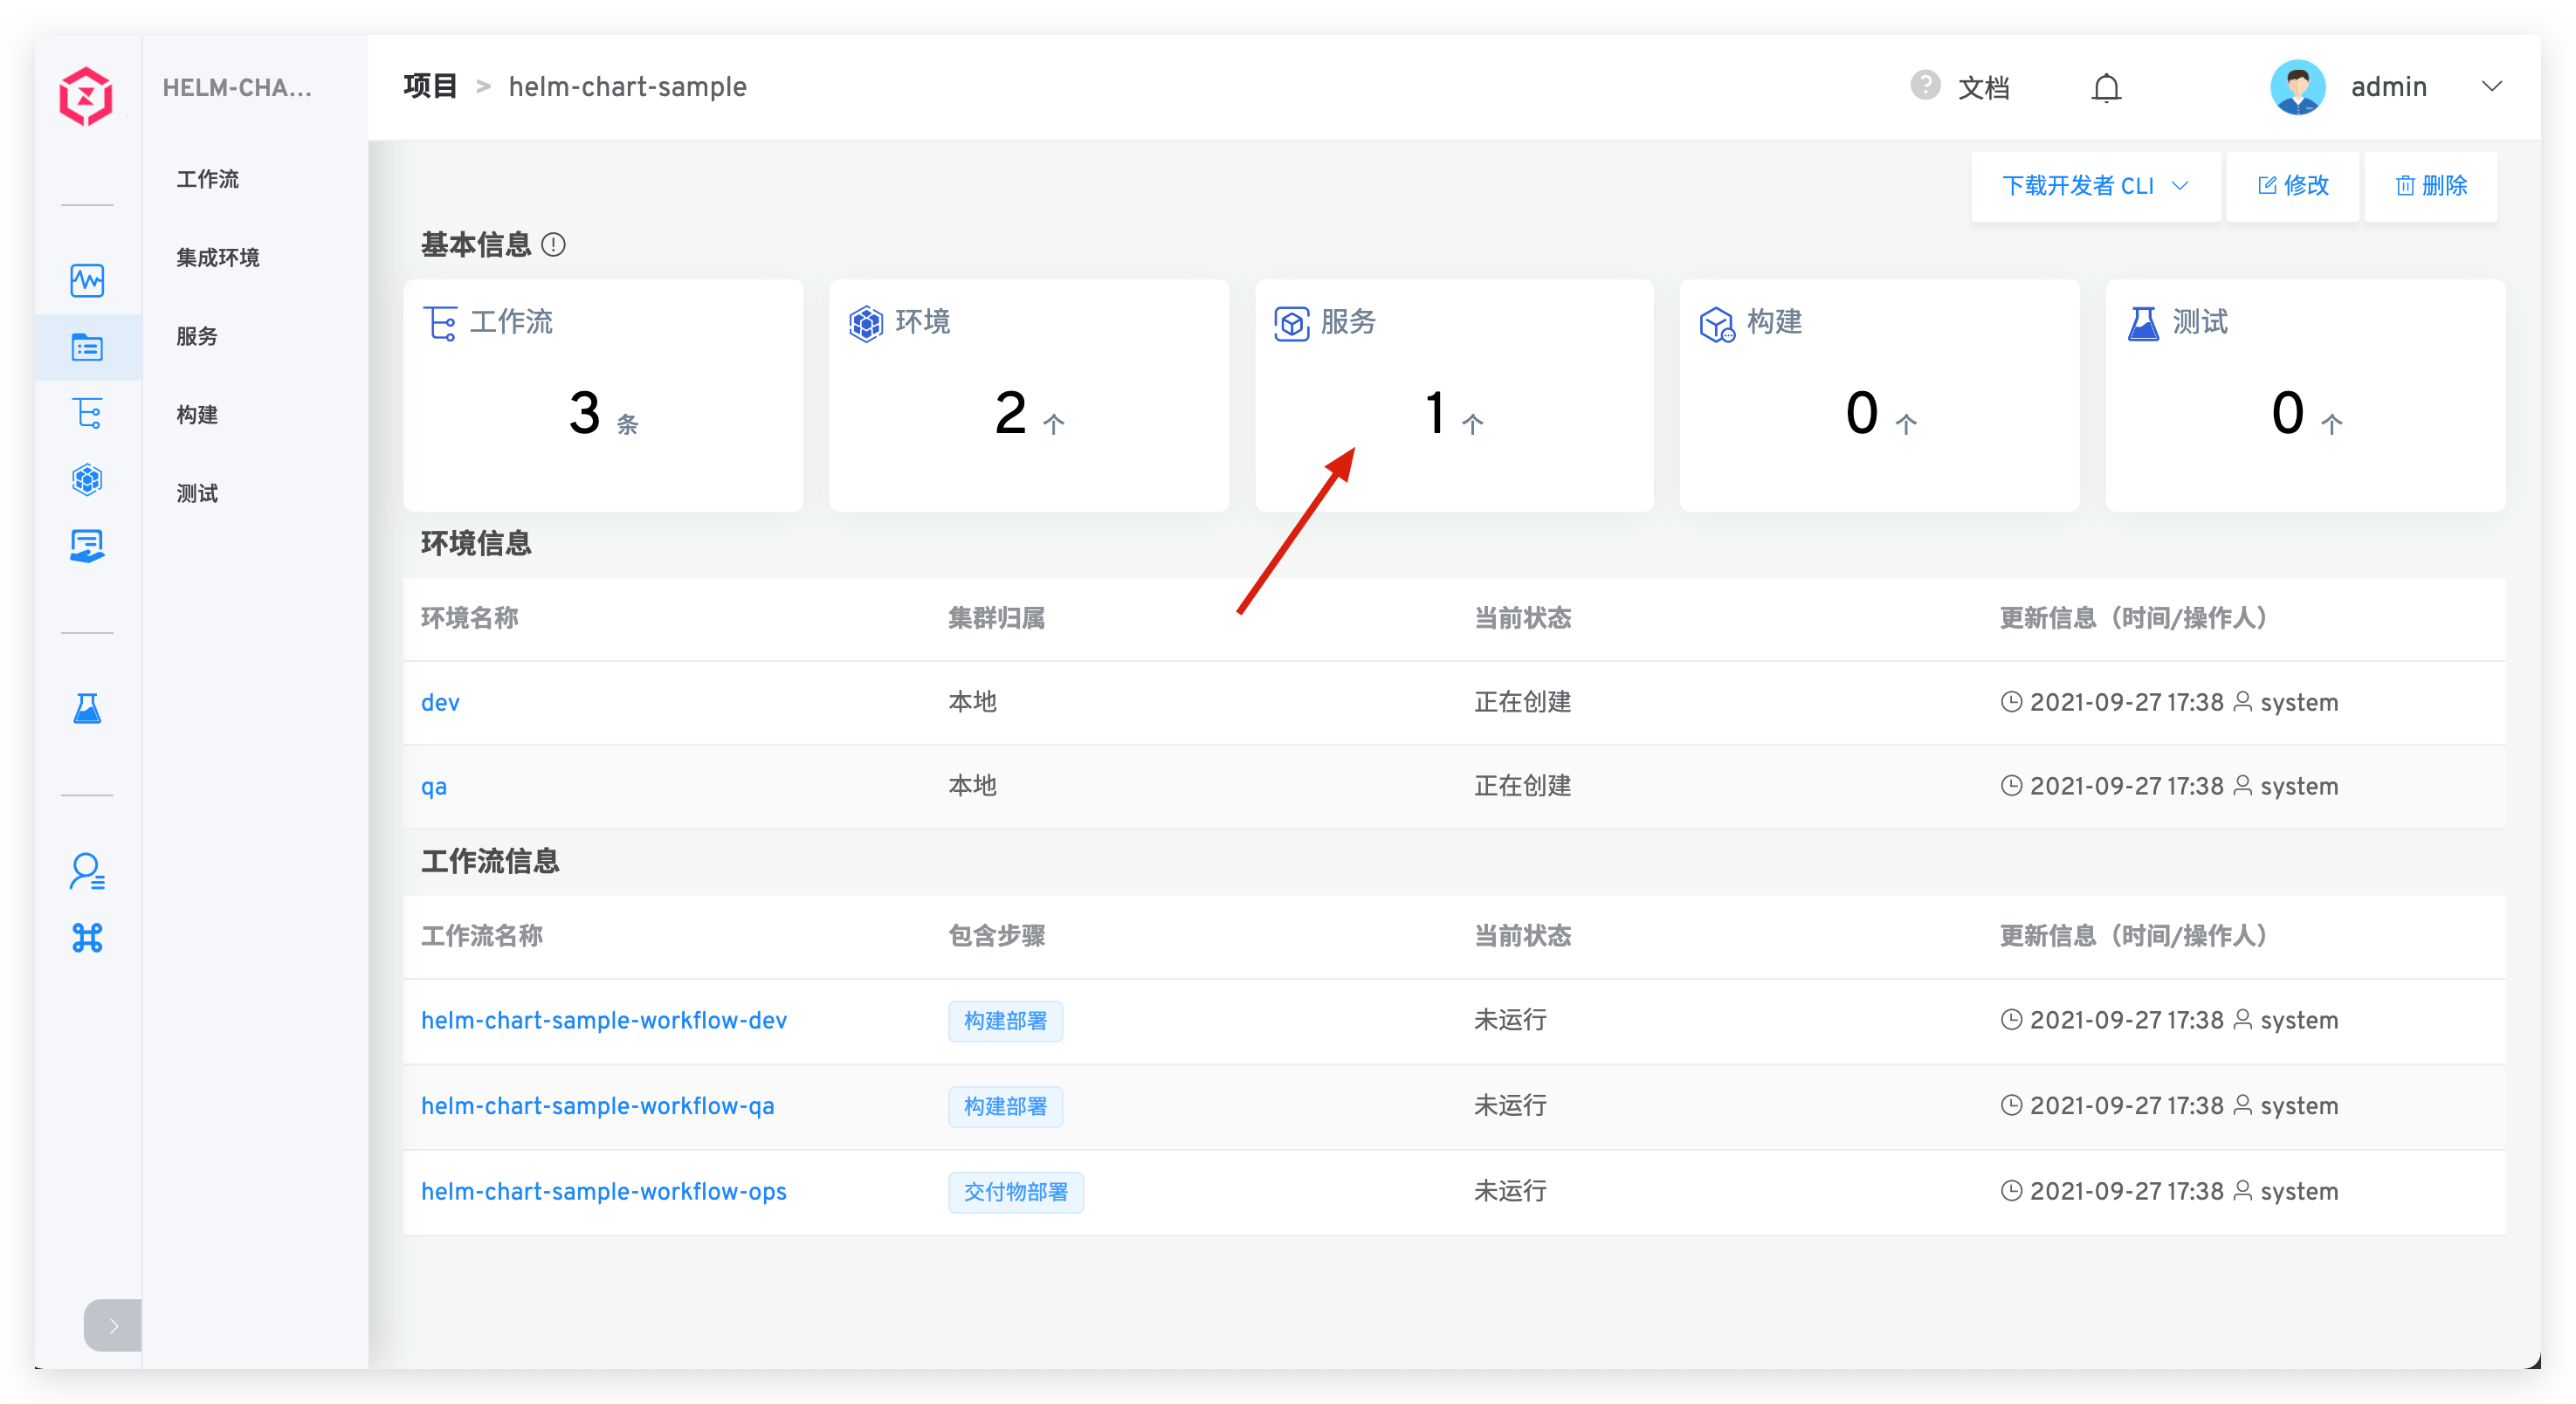 HELM-CHA...
工作流
集成环境
服务
构建
测试
项目 > helm-chart-sample
? 文档
admin
下载开发者 CLI
修改
删除
基本信息
工作流
3 条
环境
2 个
服务
1 个
构建
0 个
测试
0 个
环境信息
环境名称 集群归属 当前状态 更新信息（时间/操作人）
dev 本地 正在创建 2021-09-27 17:38 system
qa 本地 正在创建 2021-09-27 17:38 system
工作流信息
工作流名称 包含步骤 当前状态 更新信息（时间/操作人）
helm-chart-sample-workflow-dev 构建部署 未运行 2021-09-27 17:38 system
helm-chart-sample-workflow-qa 构建部署 未运行 2021-09-27 17:38 system
helm-chart-sample-workflow-ops 交付物部署 未运行 2021-09-27 17:38 system